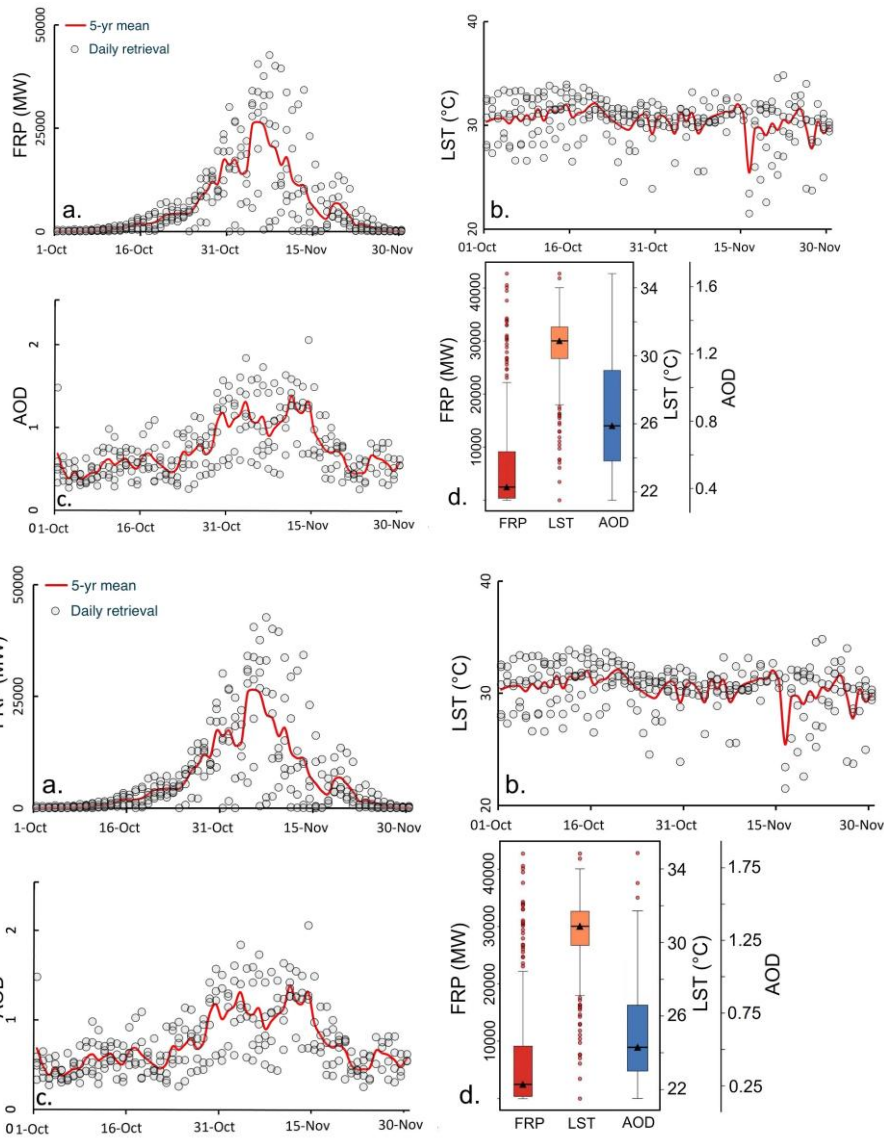 50000
5-yr mean
Daily retrieval
FRP (MW)
25000
a.
0
1-Oct 16-Oct 31-Oct 15-Nov 30-Nov
40
LST (°C)
30
b.
20
01-Oct 16-Oct 31-Oct 15-Nov 30-Nov
AOD
2
1
c.
0
01-Oct 16-Oct 31-Oct 15-Nov 30-Nov
FRP (MW)
40000
30000
20000
10000
d.
FRP LST AOD
34
30
26
22
LST (°C)
1.6
1.2
0.8
0.4
AOD
50000
5-yr mean
Daily retrieval
25000
a.
0
1-Oct 16-Oct 31-Oct 15-Nov 30-Nov
40
LST (°C)
30
b.
20
01-Oct 16-Oct 31-Oct 15-Nov 30-Nov
2
1
c.
0
01-Oct 16-Oct 31-Oct 15-Nov 30-Nov
FRP (MW)
40000
30000
20000
10000
d.
FRP LST AOD
34
30
26
22
LST (°C)
1.75
1.25
0.75
0.25
AOD